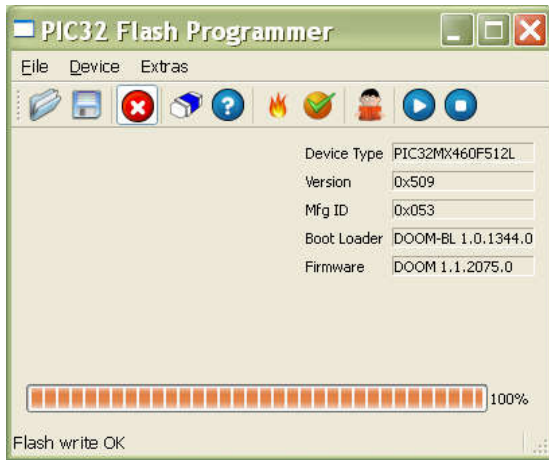 PIC32 Flash Programmer
File Device Extras
Device Type PIC32MX460F512L
Version 0x509
Mfg ID 0x053
Boot Loader DOOM-BL 1.0.1344.0
Firmware DOOM 1.1.2075.0
100%
Flash write OK